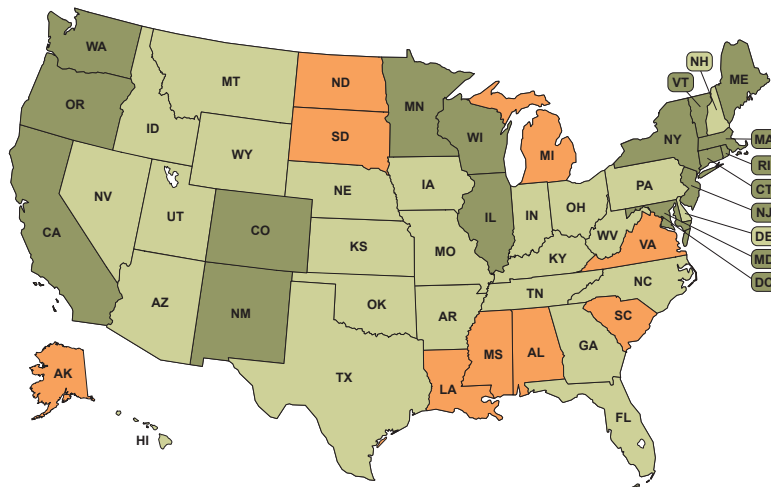 WA
NH
ME
VT
MT
ND
OR
MN
ID
SD
WI
NY
MA
WY
MI
RI
CT
IA
PA
NE
NV
NJ
OH
IN
IL
UT
DE
CA
CO
WV
VA
MD
KS
MO
KY
DC
NC
TN
AZ
OK
NM
AR
SC
MS
AL
GA
AK
TX
LA
FL
HI